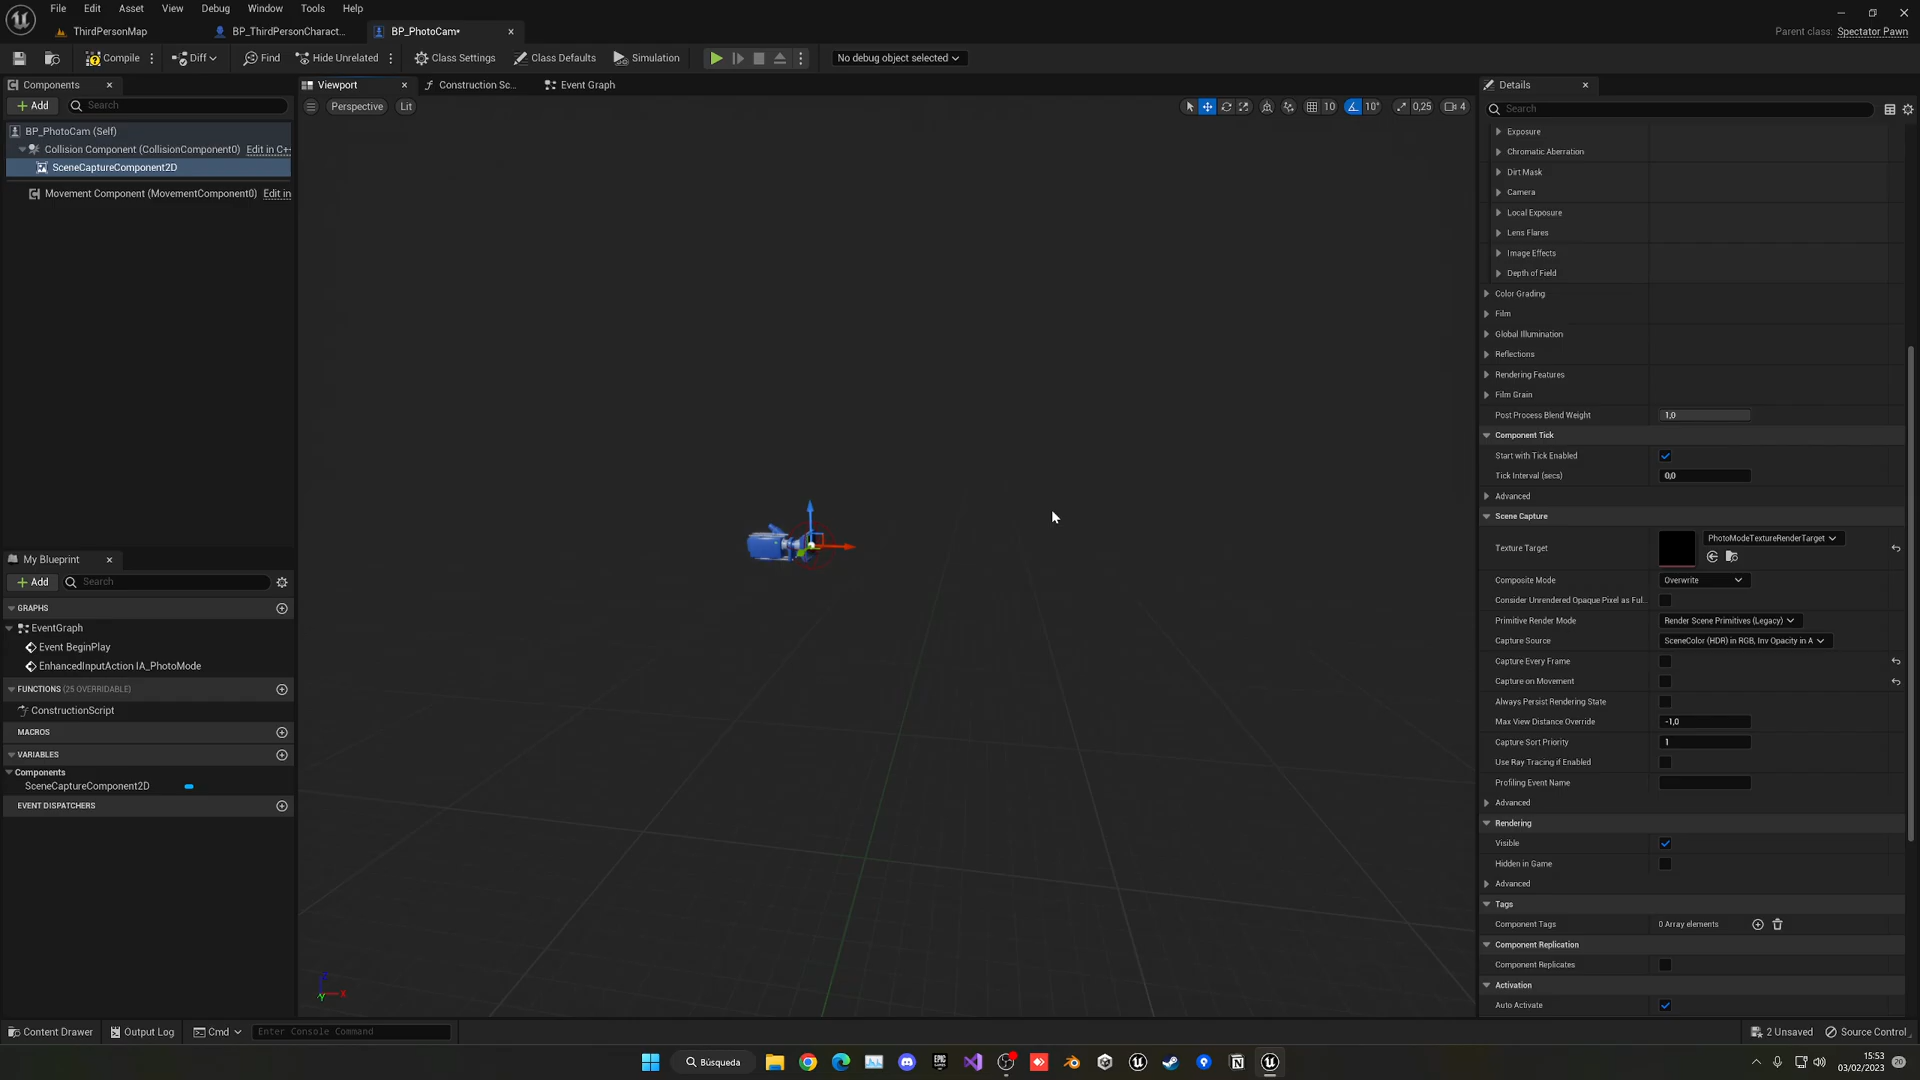 File Edit Asset View Debug Window Tools Help
ThirdPersonMap BP_ThirdPersonCharact... BP_PhotoCam*
Parent class: Spectator Pawn
Compile Diff Find Hide Unrelated Class Settings Class Defaults Simulation No debug object selected
Components
Add Search
BP_PhotoCam (Self)
Collision Component (CollisionComponent0) Edit in C++
SceneCaptureComponent2D
Movement Component (MovementComponent0) Edit in
My Blueprint
Add Search
GRAPHS
EventGraph
Event BeginPlay
EnhancedInputAction IA_PhotoMode
FUNCTIONS (25 OVERRIDABLE)
ConstructionScript
MACROS
VARIABLES
Components
SceneCaptureComponent2D
EVENT DISPATCHERS
Viewport Construction Sc... Event Graph
Perspective Lit
10 10° 0,25 4
X
Details
Search
Exposure
Chromatic Aberration
Dirt Mask
Camera
Local Exposure
Lens Flares
Image Effects
Depth of Field
Color Grading
Film
Global Illumination
Reflections
Rendering Features
Film Grain
Post Process Blend Weight 1,0
Component Tick
Start with Tick Enabled
Tick Interval (secs) 0,0
Advanced
Scene Capture
Texture Target PhotoModeTextureRenderTarget
Composite Mode Overwrite
Consider Unrendered Opaque Pixel as Ful...
Primitive Render Mode Render Scene Primitives (Legacy)
Capture Source SceneColor (HDR) in RGB, Inv Opacity in A
Capture Every Frame
Capture on Movement
Always Persist Rendering State
Max View Distance Override -1,0
Capture Sort Priority 1
Use Ray Tracing if Enabled
Profiling Event Name
Advanced
Rendering
Visible
Hidden in Game
Advanced
Tags
Component Tags 0 Array elements
Component Replication
Component Replicates
Activation
Auto Activate
Content Drawer Output Log Cmd Enter Console Command
2 Unsaved Source Control
Búsqueda
15:53
03/02/2023
20